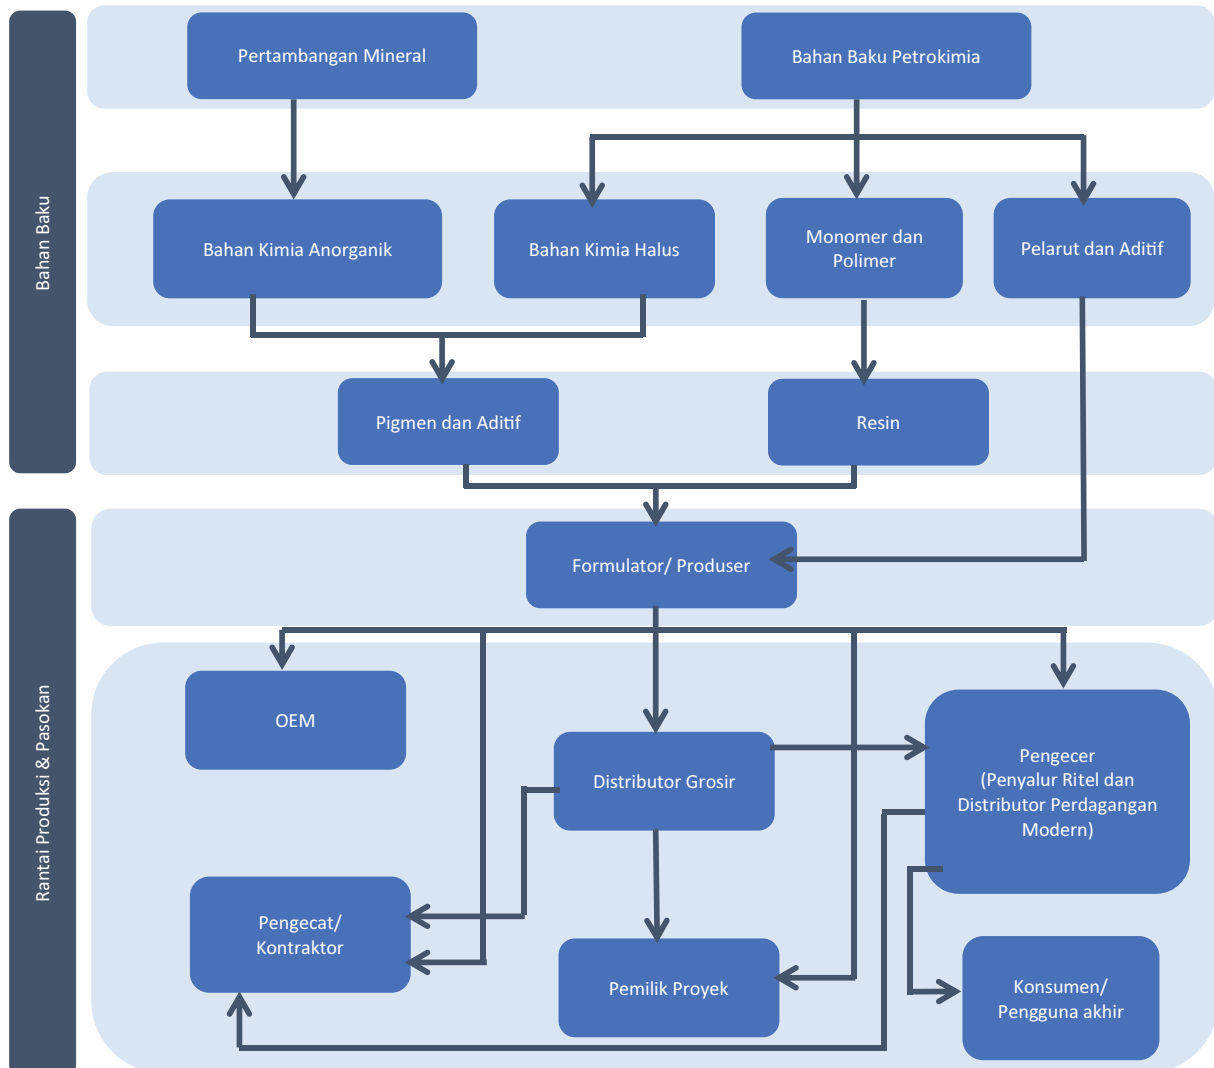 Bahan Baku
Pertambangan Mineral
Bahan Baku Petrokimia
Bahan Kimia Anorganik
Bahan Kimia Halus
Monomer dan
Polimer
Pelarut dan Aditif
Pigmen dan Aditif
Resin
Rantai Produksi & Pasokan
Formulator/ Produser
OEM
Distributor Grosir
Pengecer
(Penyalur Ritel dan
Distributor Perdagangan
Modern)
Pengecat/
Kontraktor
Pemilik Proyek
Konsumen/
Pengguna akhir